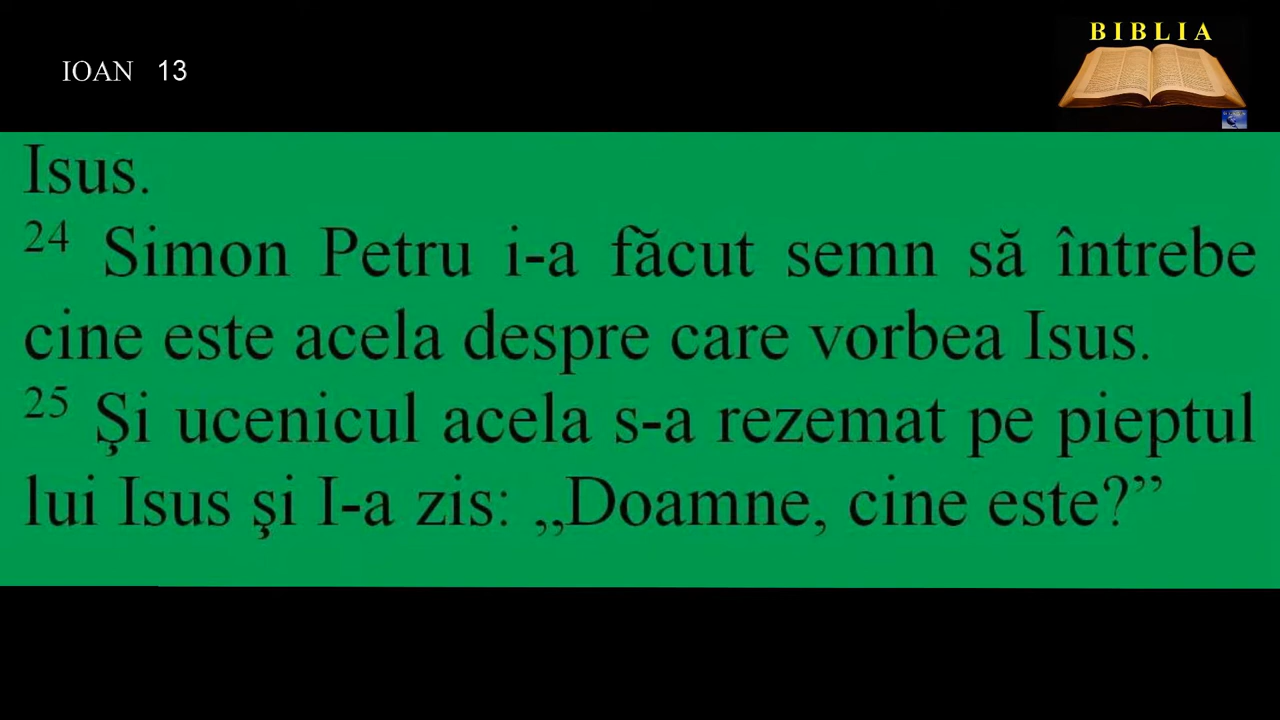 BIBLIA
IOAN 13
Isus.
24 Simon Petru i-a făcut semn să întrebe
cine este acela despre care vorbea Isus.
25 Şi ucenicul acela s-a rezemat pe pieptul
lui Isus şi I-a zis: „Doamne, cine este?”